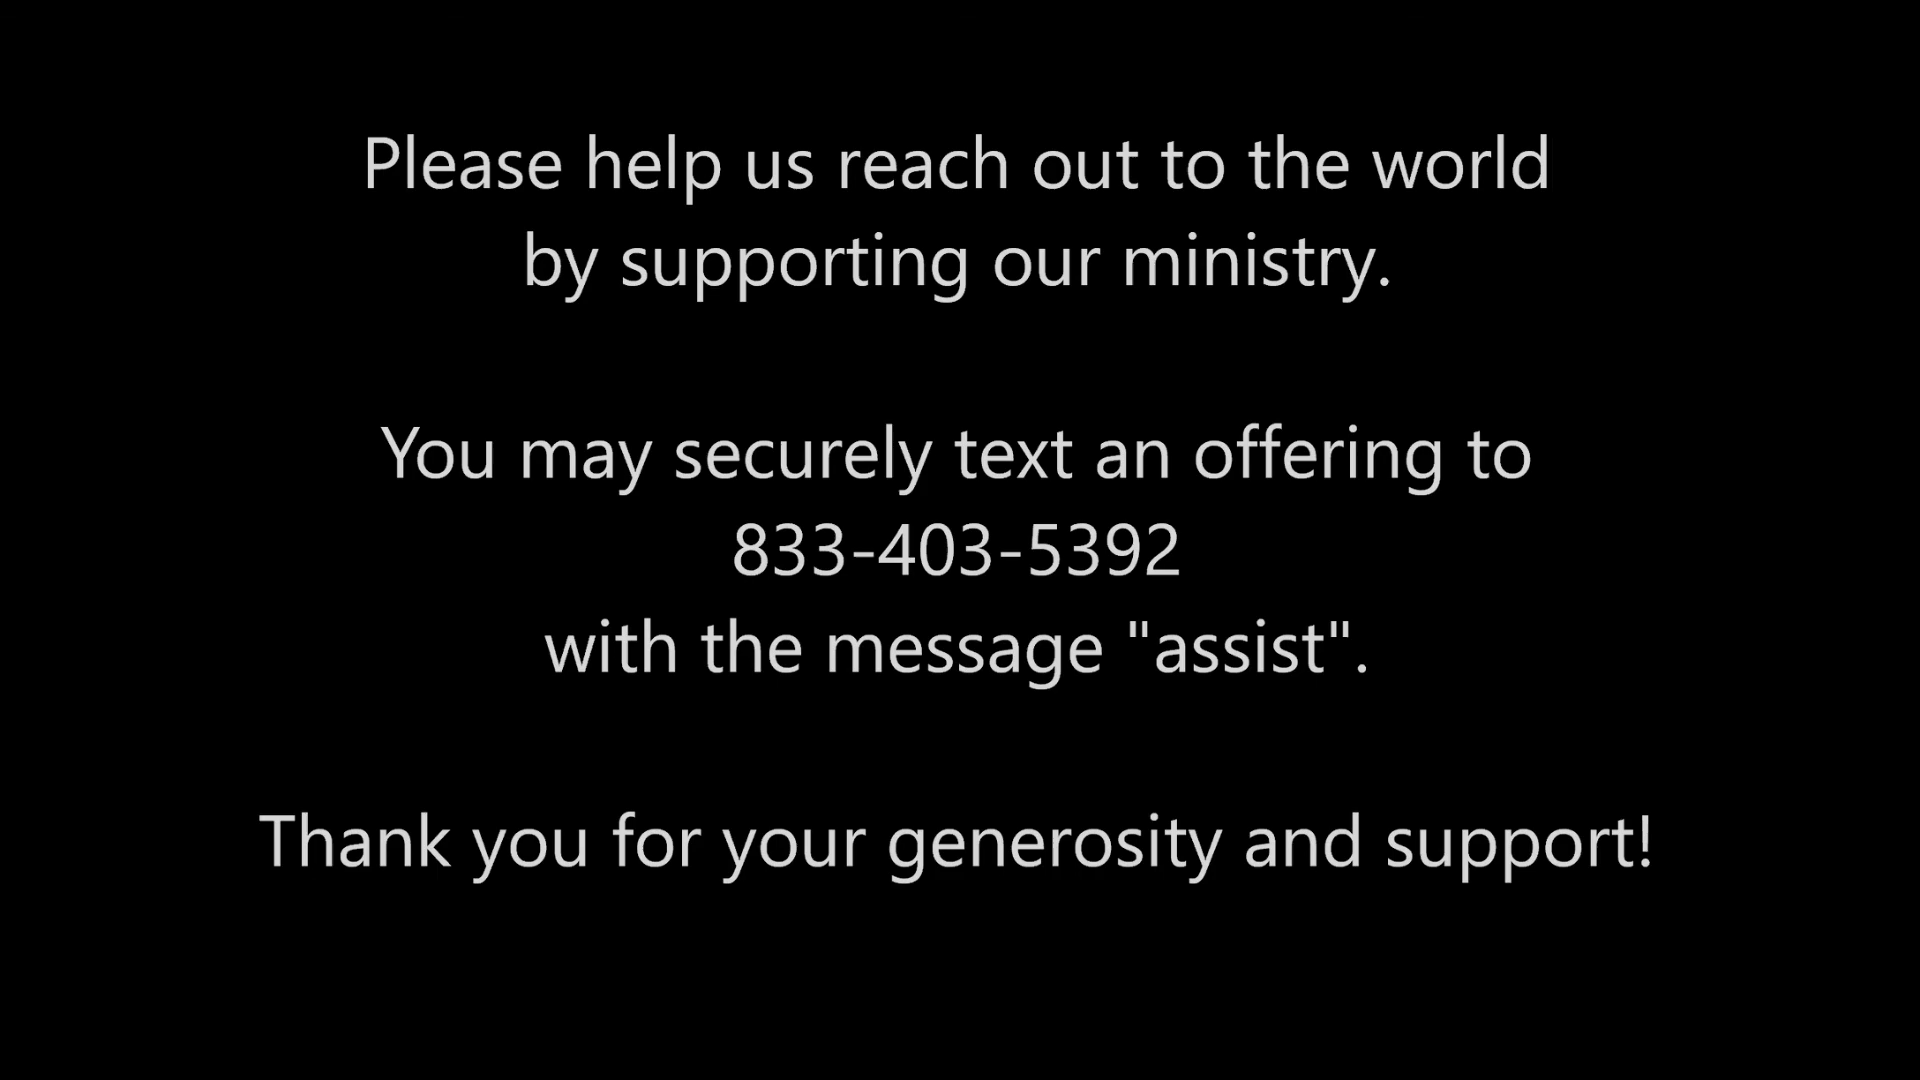 Please help us reach out to the world
by supporting our ministry.
You may securely text an offering to
833-403-5392
with the message "assist".
Thank you for your generosity and support!